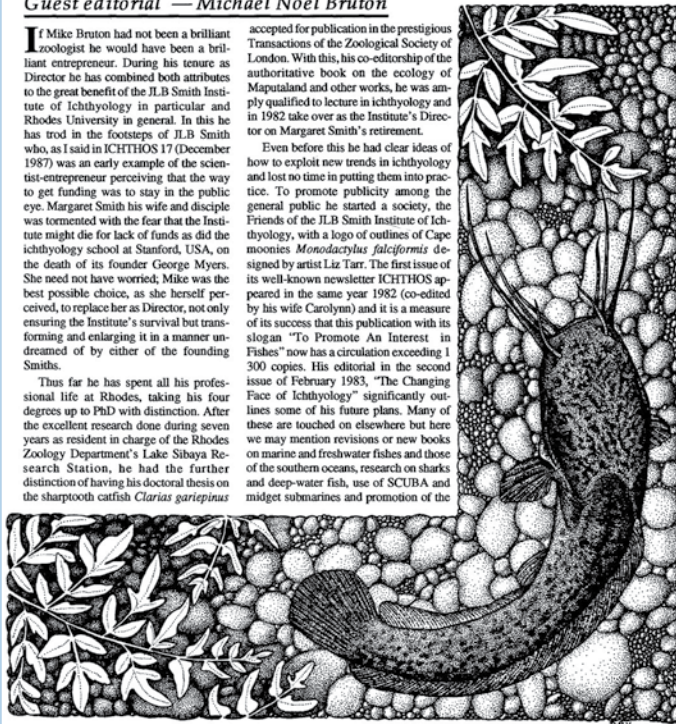 Guest editorial — Michael Noel Bruton
If Mike Bruton had not been a brilliant
zoologist he would have been a bril-
liant entrepreneur. During his tenure as
Director he has combined both attributes
to the great benefit of the JLB Smith Insti-
tute of Ichthyology in particular and
Rhodes University in general. In this he
has trod in the footsteps of JLB Smith
who, as I said in ICHTHOS 17 (December
1987) was an early example of the scien-
tist-entrepreneur perceiving that the way
to get funding was to stay in the public
eye. Margaret Smith his wife and disciple
was tormented with the fear that the Insti-
tute might die for lack of funds as did the
ichthyology school at Stanford, USA, on
the death of its founder George Myers.
She need not have worried; Mike was the
best possible choice, as she herself per-
ceived, to replace her as Director, not only
ensuring the Institute's survival but trans-
forming and enlarging it in a manner un-
dreamed of by either of the founding
Smiths.
Thus far he has spent all his profes-
sional life at Rhodes, taking his four
degrees up to PhD with distinction. After
the excellent research done during seven
years as resident in charge of the Rhodes
Zoology Department's Lake Sibaya Re-
search Station, he had the further
distinction of having his doctoral thesis on
the sharptooth catfish Clarias gariepinus
accepted for publication in the prestigious
Transactions of the Zoological Society of
London. With this, his co-editorship of the
authoritative book on the ecology of
Maputaland and other works, he was am-
ply qualified to lecture in ichthyology and
in 1982 take over as the Institute's Direc-
tor on Margaret Smith's retirement.
Even before this he had clear ideas of
how to exploit new trends in ichthyology
and lost no time in putting them into prac-
tice. To promote publicity among the
general public he started a society, the
Friends of the JLB Smith Institute of Ich-
thyology, with a logo of outlines of Cape
moonies Monodactylus falciformis de-
signed by artist Liz Tarr. The first issue of
its well-known newsletter ICHTHOS ap-
peared in the same year 1982 (co-edited
by his wife Carolynn) and it is a measure
of its success that this publication with its
slogan "To Promote An Interest in
Fishes" now has a circulation exceeding 1
300 copies. His editorial in the second
issue of February 1983, "The Changing
Face of Ichthyology" significantly out-
lines some of his future plans. Many of
these are touched on elsewhere but here
we may mention revisions or new books
on marine and freshwater fishes and those
of the southern oceans, research on sharks
and deep-water fish, use of SCUBA and
midget submarines and promotion of the